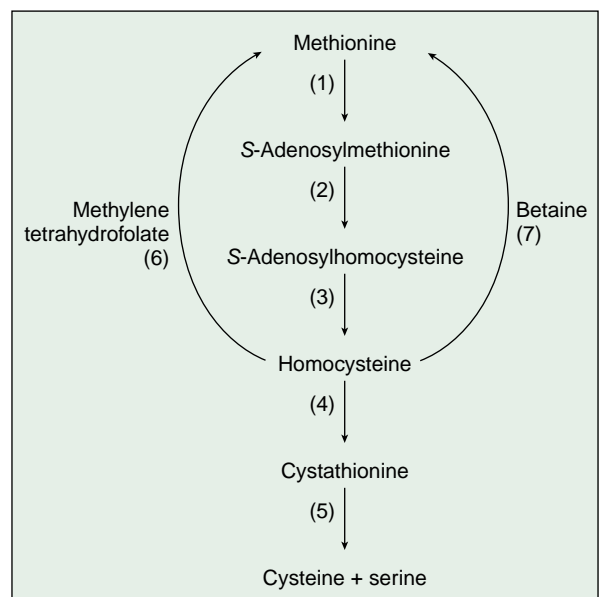 Methionine
(1)
S-Adenosylmethionine
(2)
Methylene
tetrahydrofolate
(6)
Betaine
(7)
S-Adenosylhomocysteine
(3)
Homocysteine
(4)
Cystathionine
(5)
Cysteine + serine